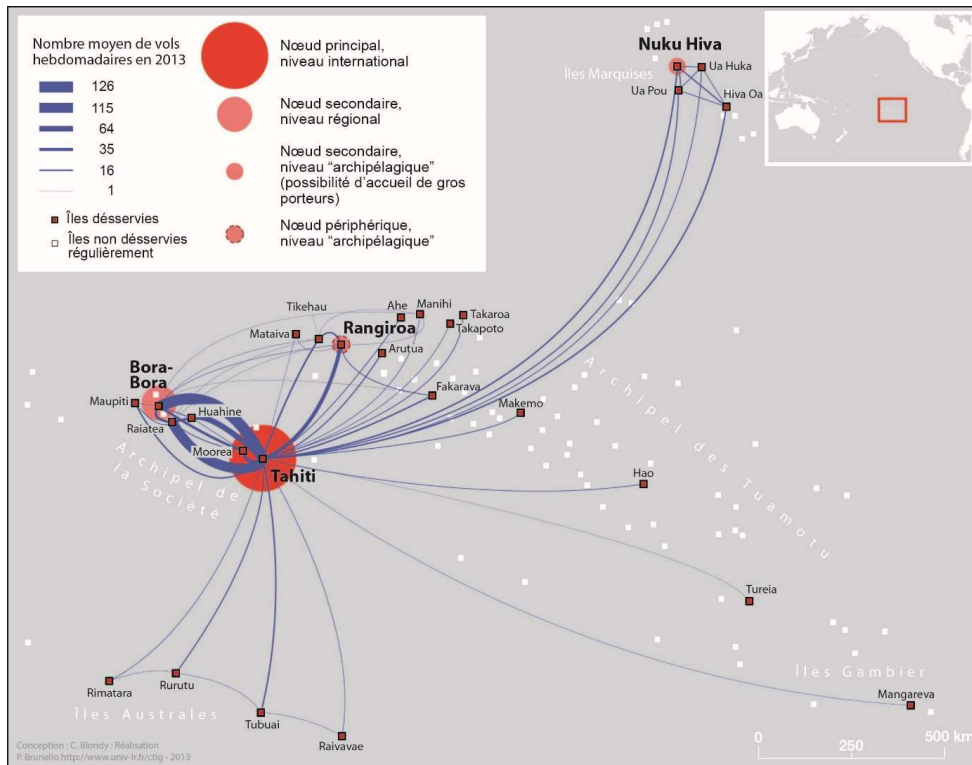 Nombre moyen de vols
hebdomadaires en 2013
126
115
64
35
16
1
Îles désservies
Îles non désservies
régulièrement
Nœud principal,
niveau international
Nœud secondaire,
niveau régional
Nœud secondaire,
niveau "archipélagique"
(possibilité d'accueil de gros
porteurs)
Nœud périphérique,
niveau "archipélagique"
Nuku Hiva
Îles Marquises
Ua Huka
Ua Pou
Hiva Oa
Tikehau
Ahe
Manihi
Takaroa
Mataiva
Rangiroa
Takapoto
Arutua
Bora-
Bora
Fakarava
Maupiti
Huahine
Makemo
Raiatea
Moorea
Tahiti
Archipel de
la Société
Hao
Archipel des
Tuamotu
Tureia
Îles Gambier
Mangareva
Rimatara
Rurutu
Îles Australes
Tubuai
Raivavae
Conception : C. Blondy : Réalisation
P. Brunello http://www.univ-lr.fr/ctig - 2013
0
250
500 km